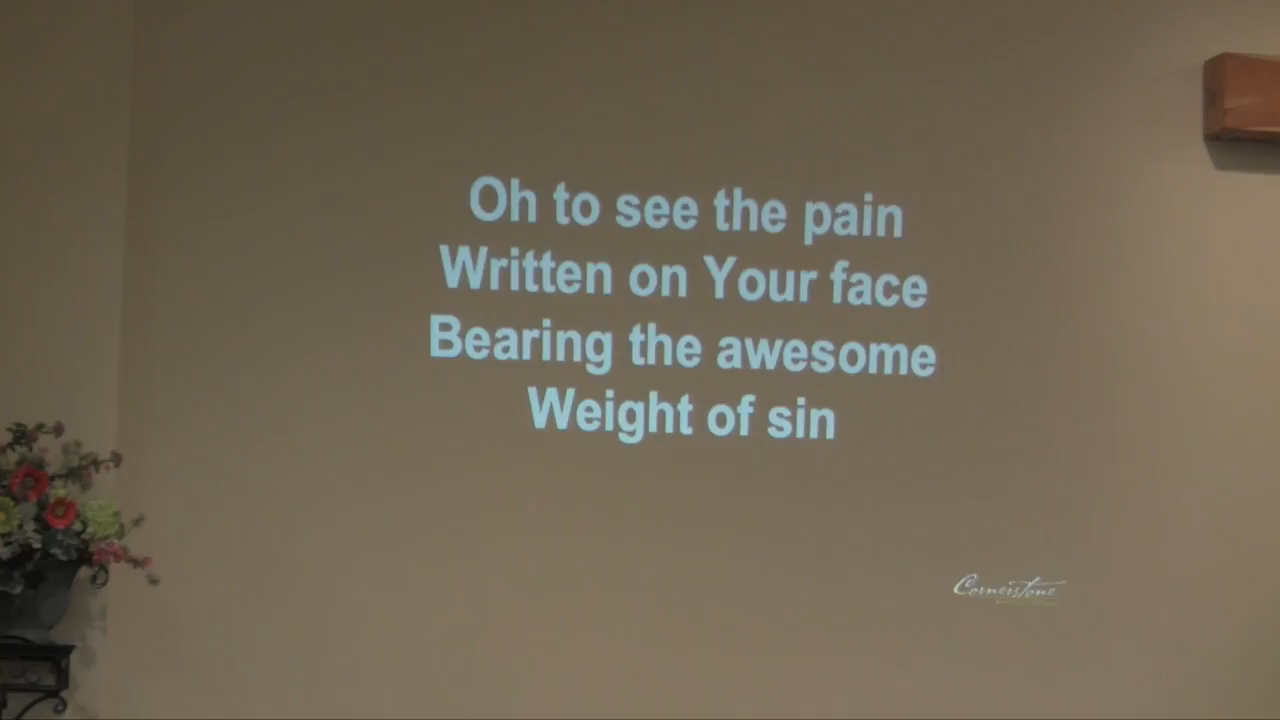 Oh to see the pain
Written on Your face
Bearing the awesome
Weight of sin
Cornerstone